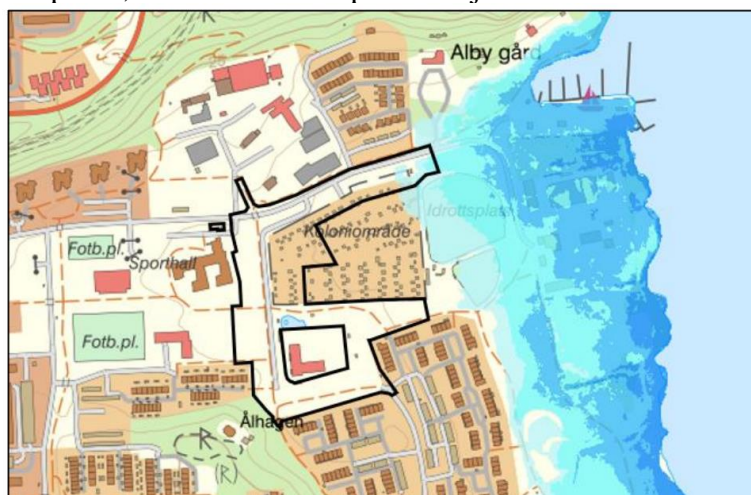 Alby gård
Koloniområde
Idrottsplats
Fotb.pl.
Sporthall
Fotb.pl.
Ålhagen
R
(R)
R